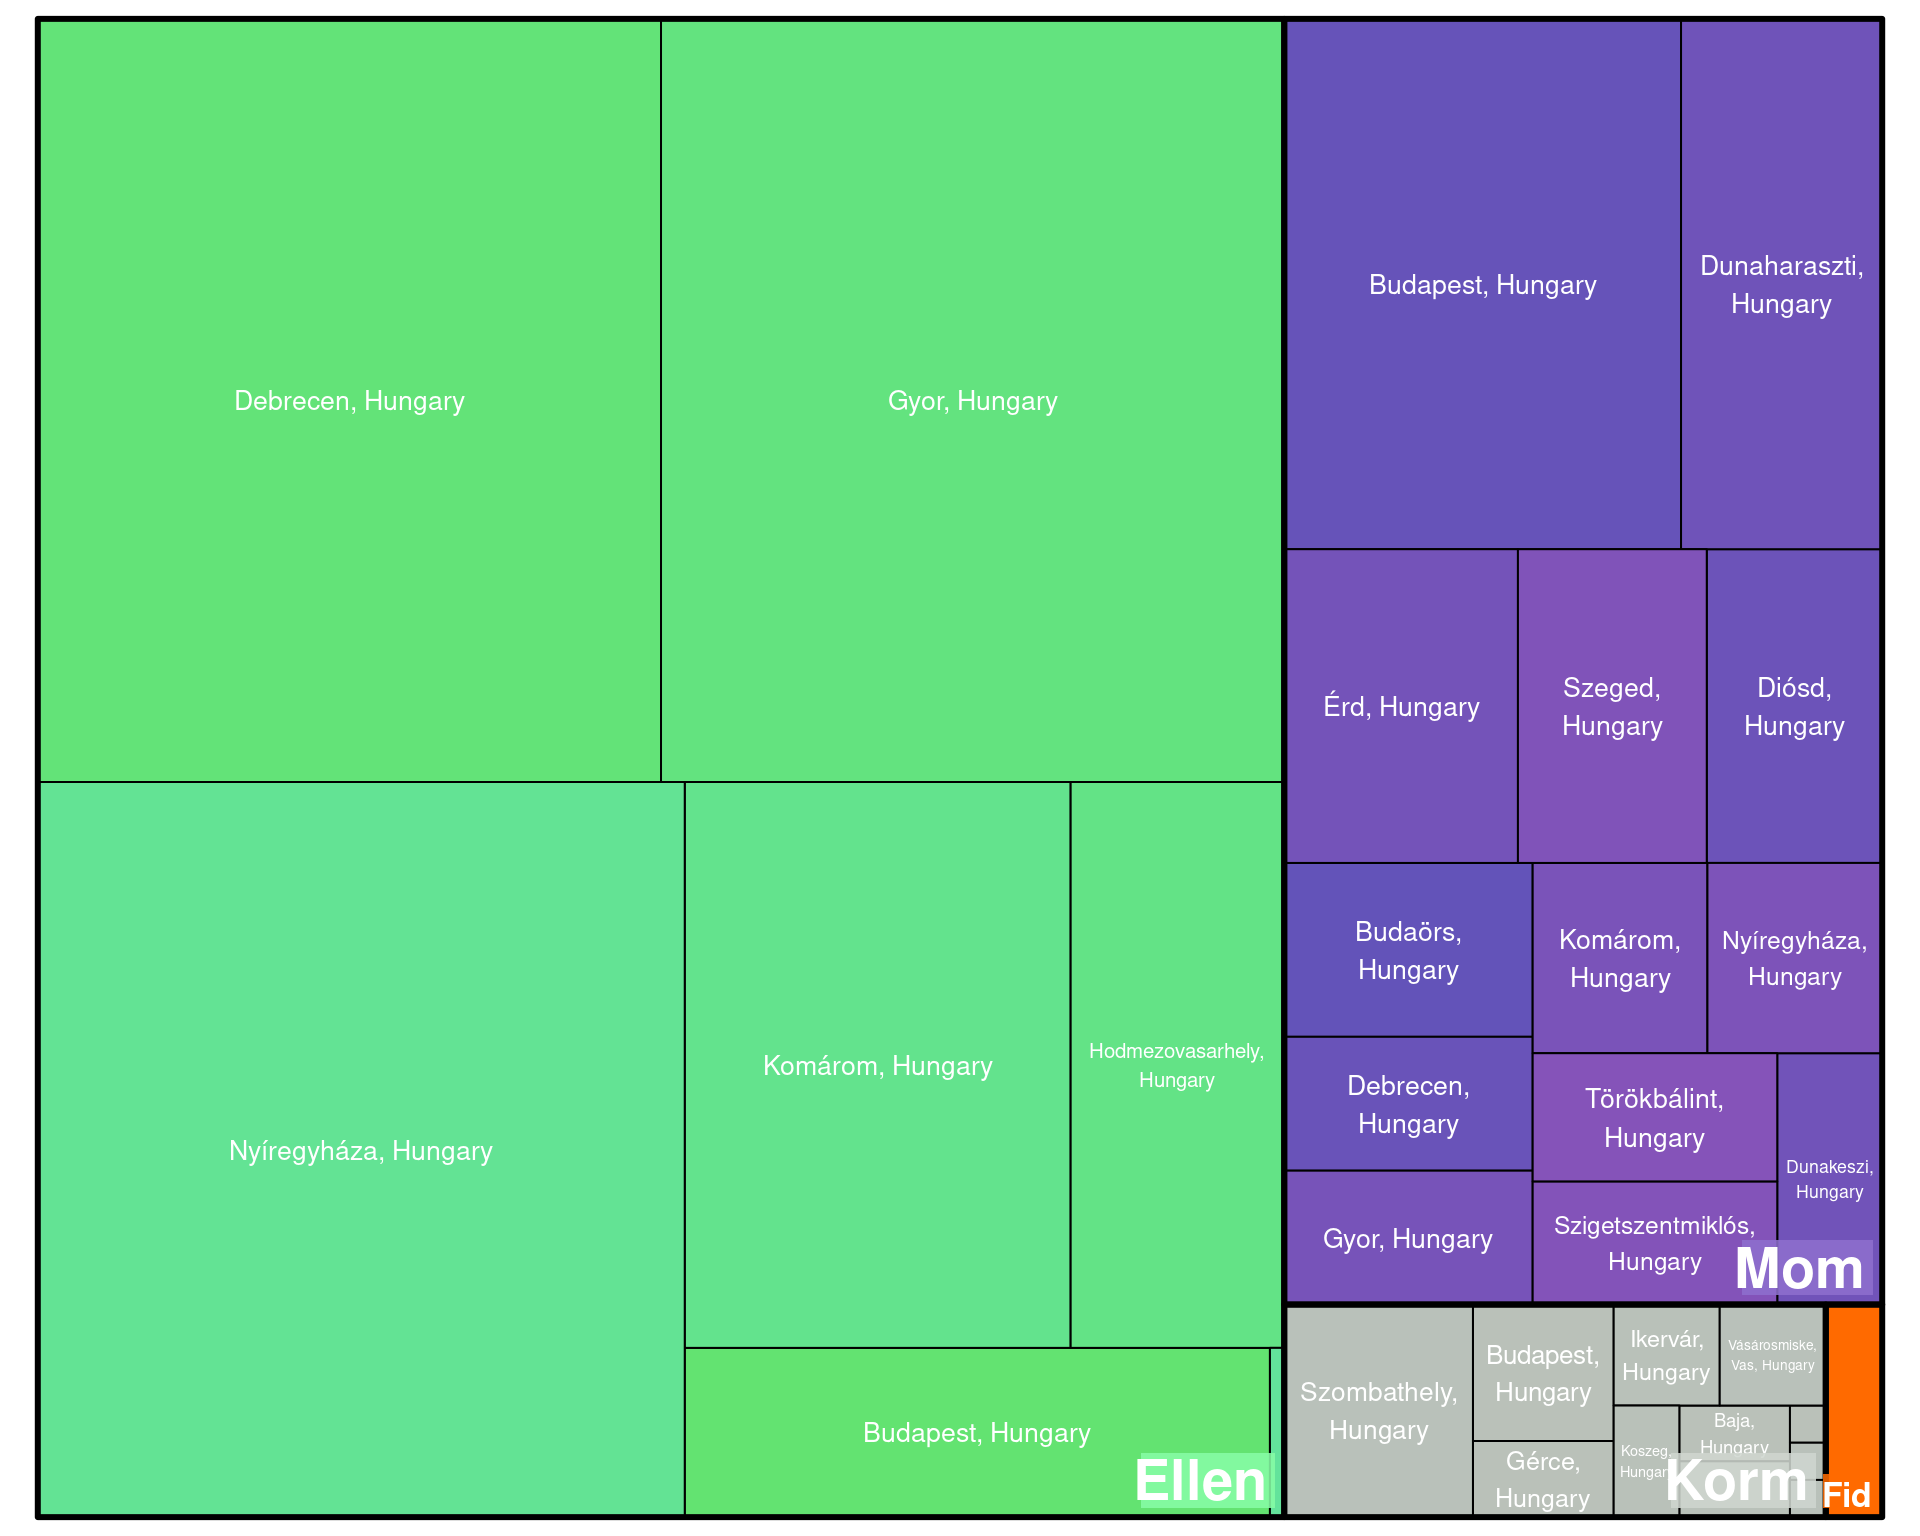 Debrecen, Hungary
Gyor, Hungary
Nyíregyháza, Hungary
Komárom, Hungary
Hodmezovasarhely,
Hungary
Budapest, Hungary
Ellen
Budapest, Hungary
Dunaharaszti,
Hungary
Érd, Hungary
Szeged,
Hungary
Diósd,
Hungary
Budaörs,
Hungary
Komárom,
Hungary
Nyíregyháza,
Hungary
Debrecen,
Hungary
Törökbálint,
Hungary
Dunakeszi,
Hungary
Gyor, Hungary
Szigetszentmiklós,
Hungary
Mom
Szombathely,
Hungary
Budapest,
Hungary
Ikervár,
Hungary
Vásárosmiske,
Vas, Hungary
Gérce,
Hungary
Koszeg,
Hungary
Baja,
Hungary
Korm
Fid